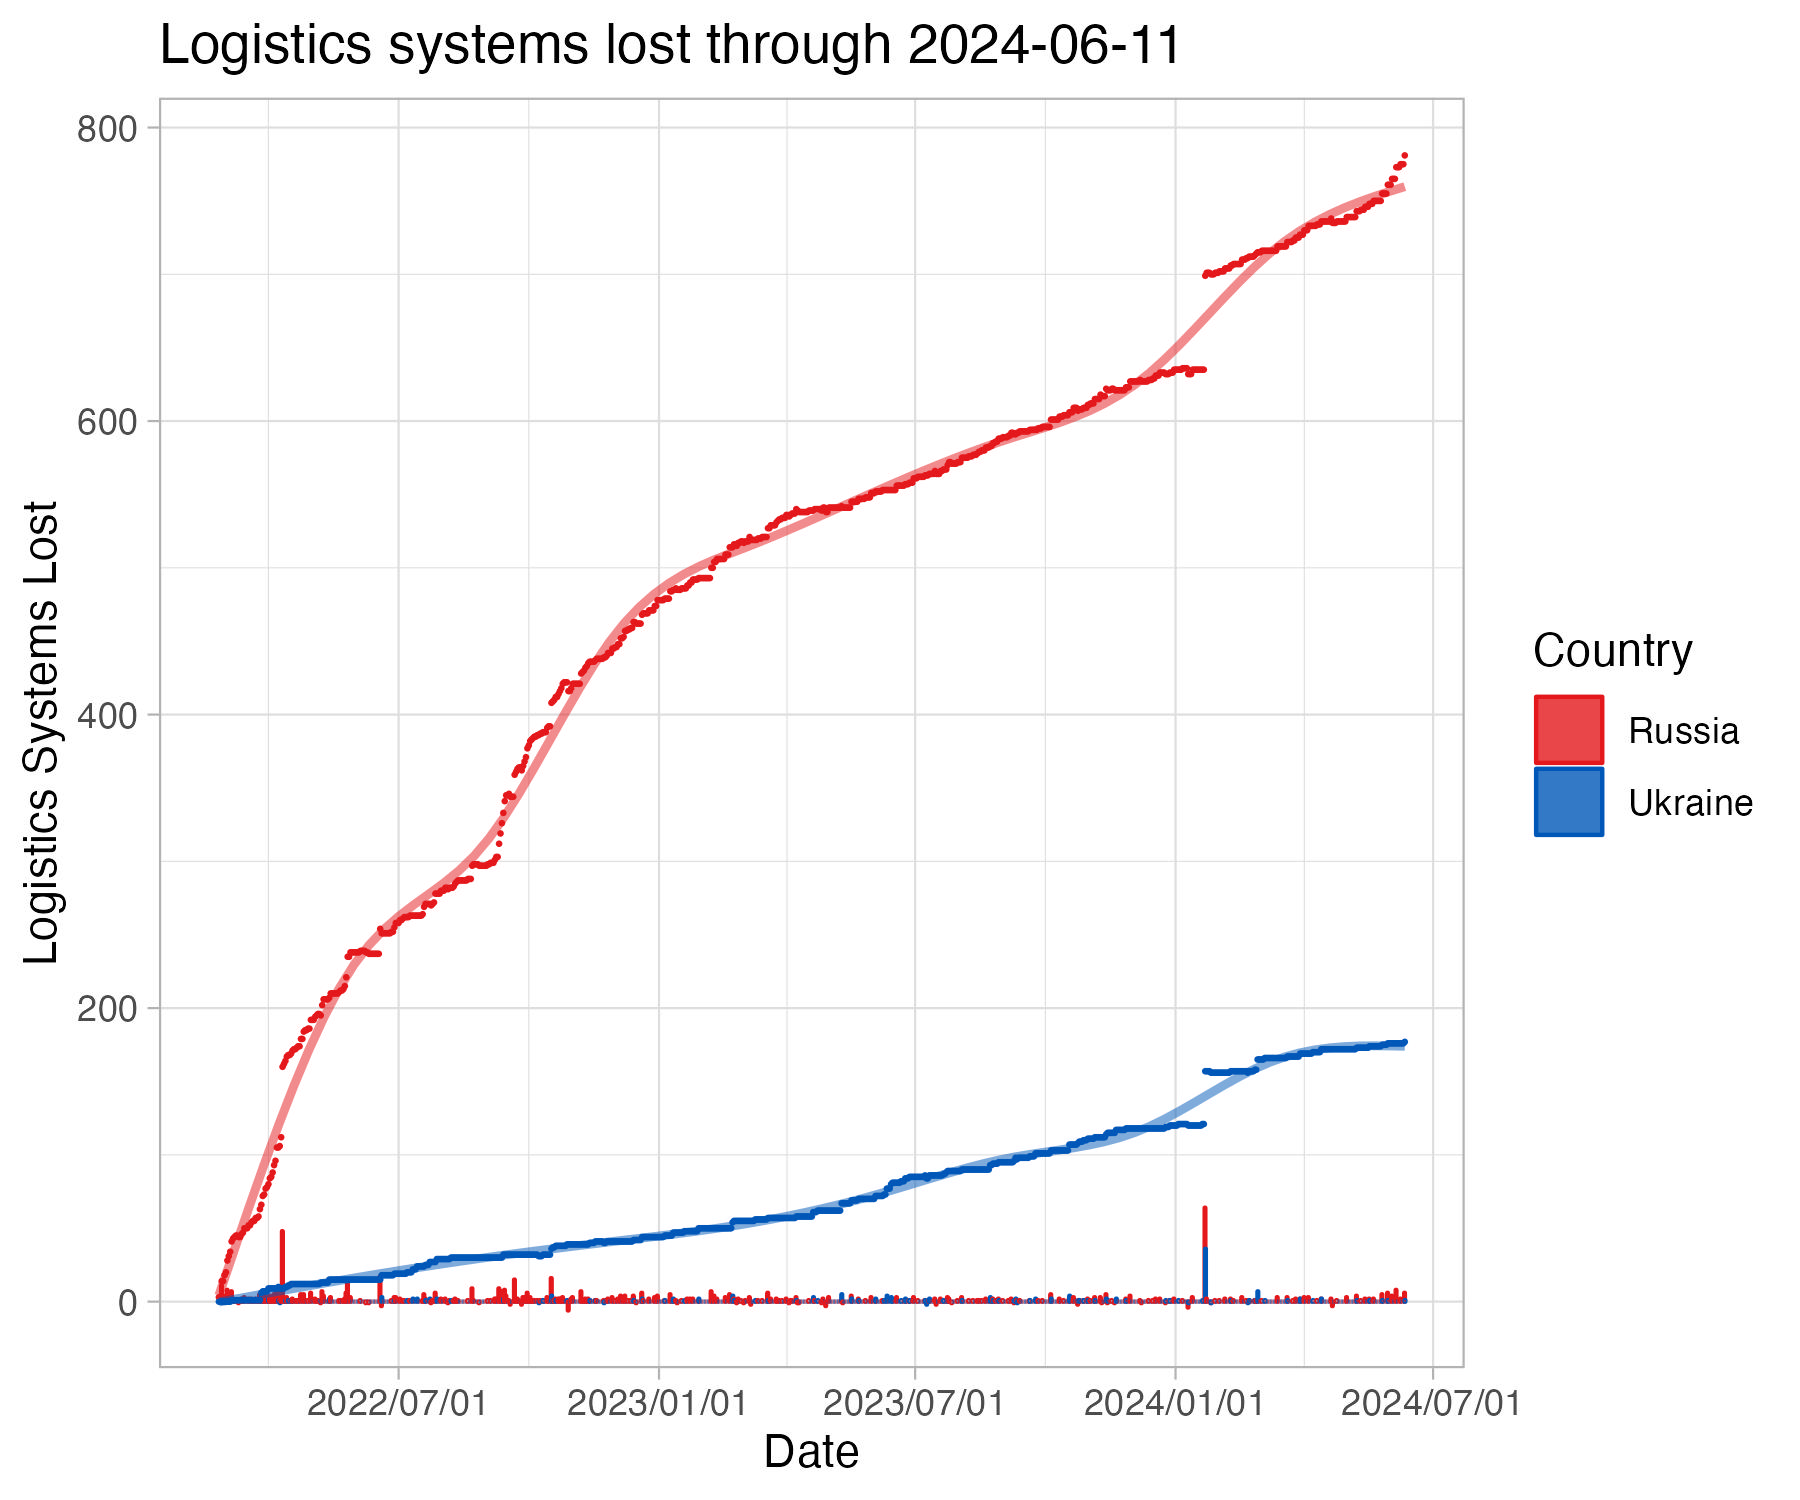 Logistics systems lost through 2024-06-11
Logistics Systems Lost
800
600
400
200
0
2022/07/01
2023/01/01
2023/07/01
2024/01/01
2024/07/01
Date
Country
Russia
Ukraine